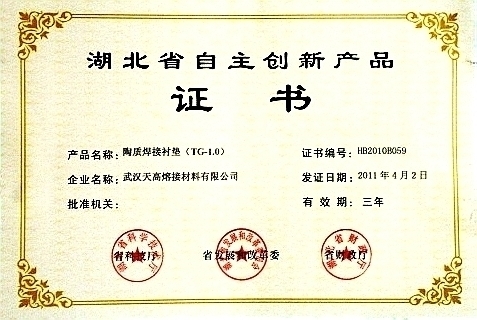 湖北省自主创新产品
证书
产品名称：陶质焊接衬垫（TG-1.0）
证书编号：HB2010B059
企业名称：武汉天高熔接材料有限公司
发证日期：2011年4月2日
批准机关：
有效期：三年
省科技厅
省发展和改革委
省财政厅